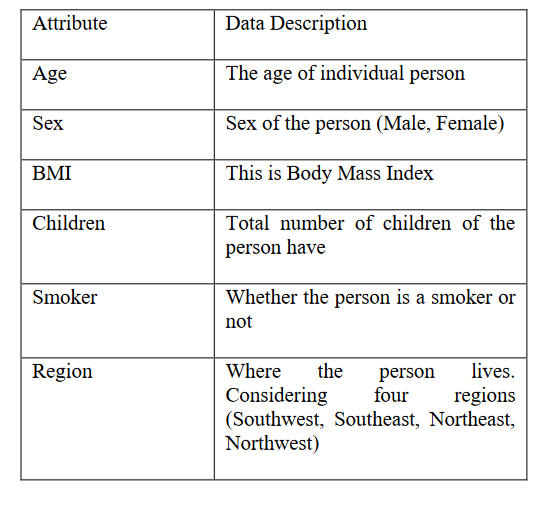 Attribute Data Description
Age The age of individual person
Sex Sex of the person (Male, Female)
BMI This is Body Mass Index
Children Total number of children of the
person have
Smoker Whether the person is a smoker or
not
Region Where the person lives.
Considering four regions
(Southwest, Southeast, Northeast,
Northwest)